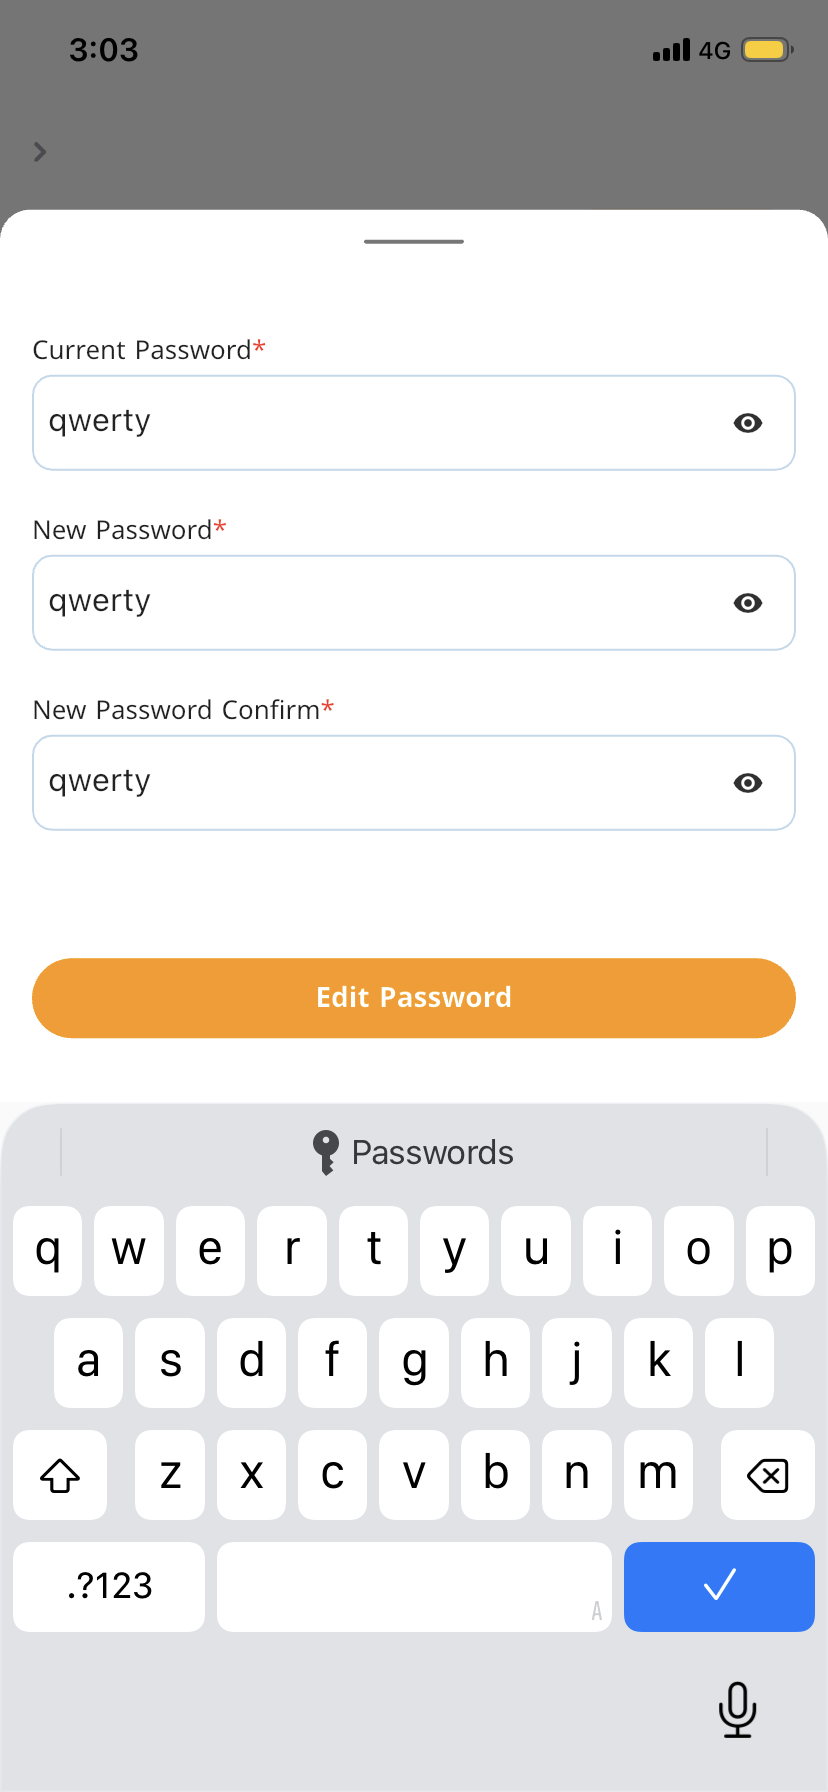 3:03
4G
Current Password*
qwerty
New Password*
qwerty
New Password Confirm*
qwerty
Edit Password
Passwords
q w e r t y u i o p
a s d f g h j k l
z x c v b n m
.?123
A